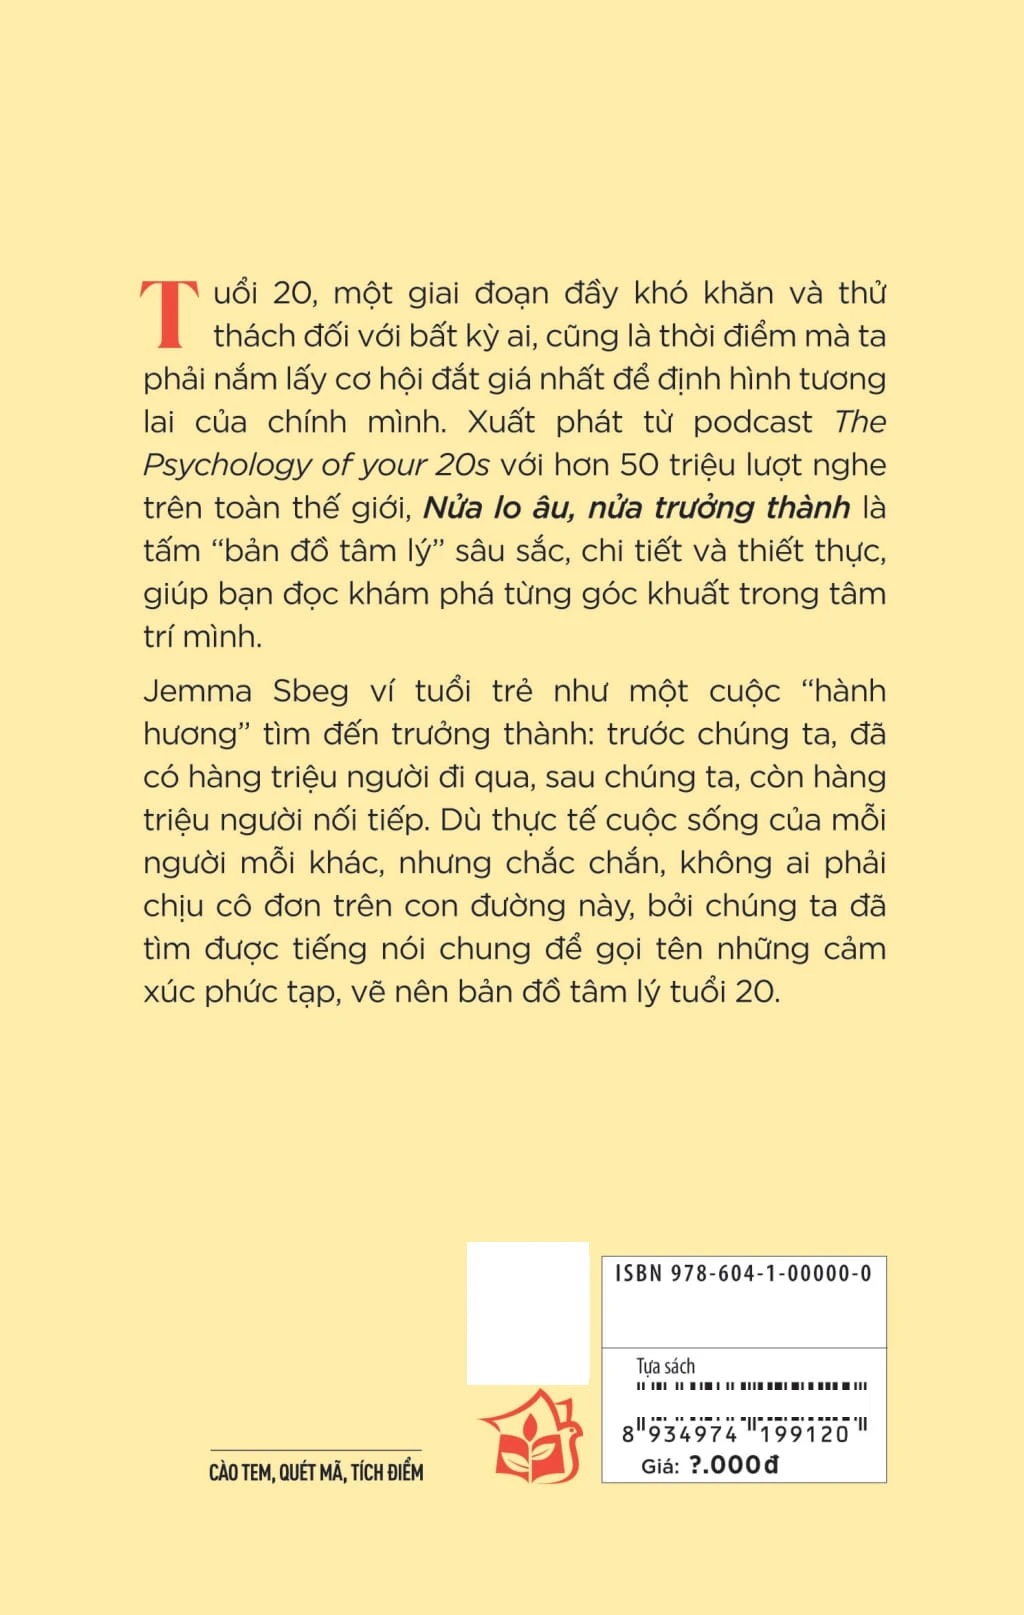 Tuổi 20, một giai đoạn đầy khó khăn và thử
thách đối với bất kỳ ai, cũng là thời điểm mà ta
phải nắm lấy cơ hội đắt giá nhất để định hình tương
lai của chính mình. Xuất phát từ podcast The
Psychology of your 20s với hơn 50 triệu lượt nghe
trên toàn thế giới, Nửa lo âu, nửa trưởng thành là
tấm “bản đồ tâm lý” sâu sắc, chi tiết và thiết thực,
giúp bạn đọc khám phá từng góc khuất trong tâm
trí mình.
Jemma Sbeg ví tuổi trẻ như một cuộc “hành
hương” tìm đến trưởng thành: trước chúng ta, đã
có hàng triệu người đi qua, sau chúng ta, còn hàng
triệu người nối tiếp. Dù thực tế cuộc sống của mỗi
người mỗi khác, nhưng chắc chắn, không ai phải
chịu cô đơn trên con đường này, bởi chúng ta đã
tìm được tiếng nói chung để gọi tên những cảm
xúc phức tạp, vẽ nên bản đồ tâm lý tuổi 20.
ISBN 978-604-1-00000-0
Tựa sách
8 934974 199120
Giá: ?.000đ
CÀO TEM, QUÉT MÃ, TÍCH ĐIỂM